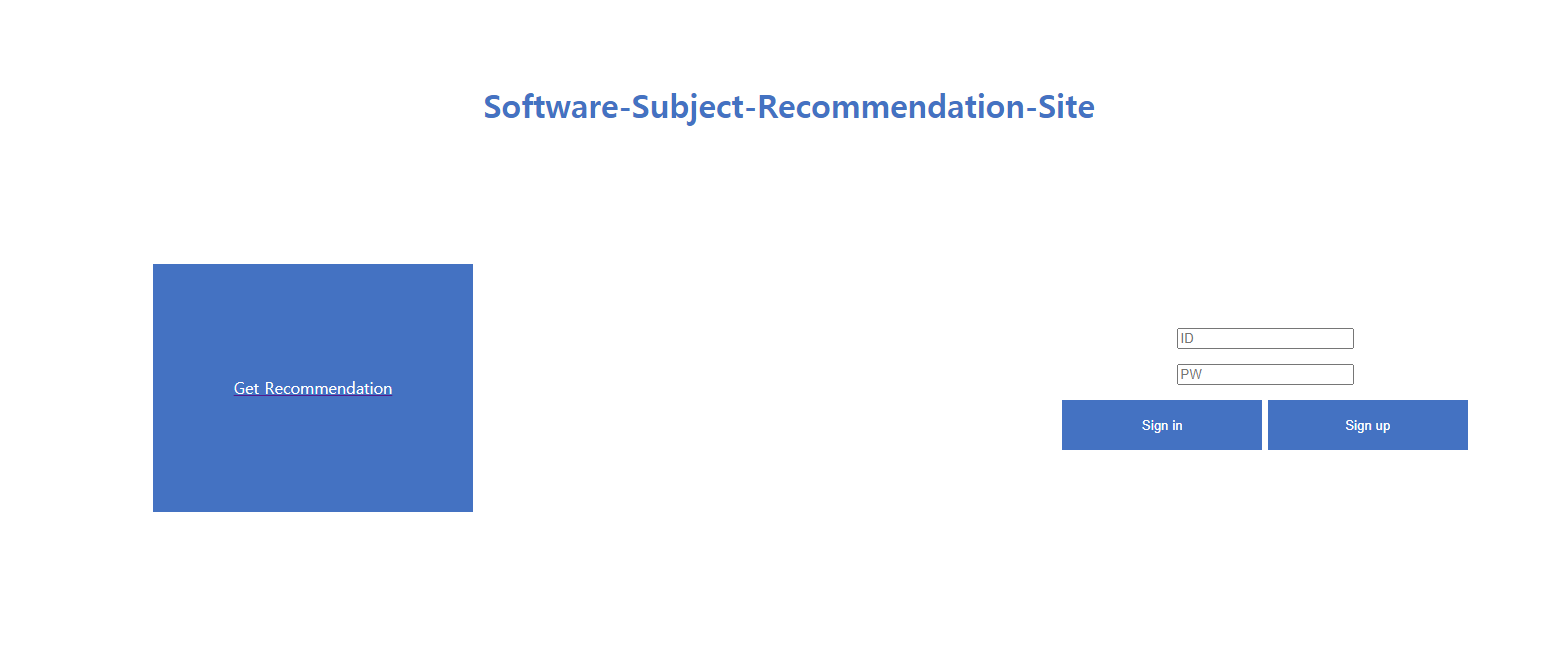 Software-Subject-Recommendation-Site
Get Recommendation
ID
PW
Sign in
Sign up